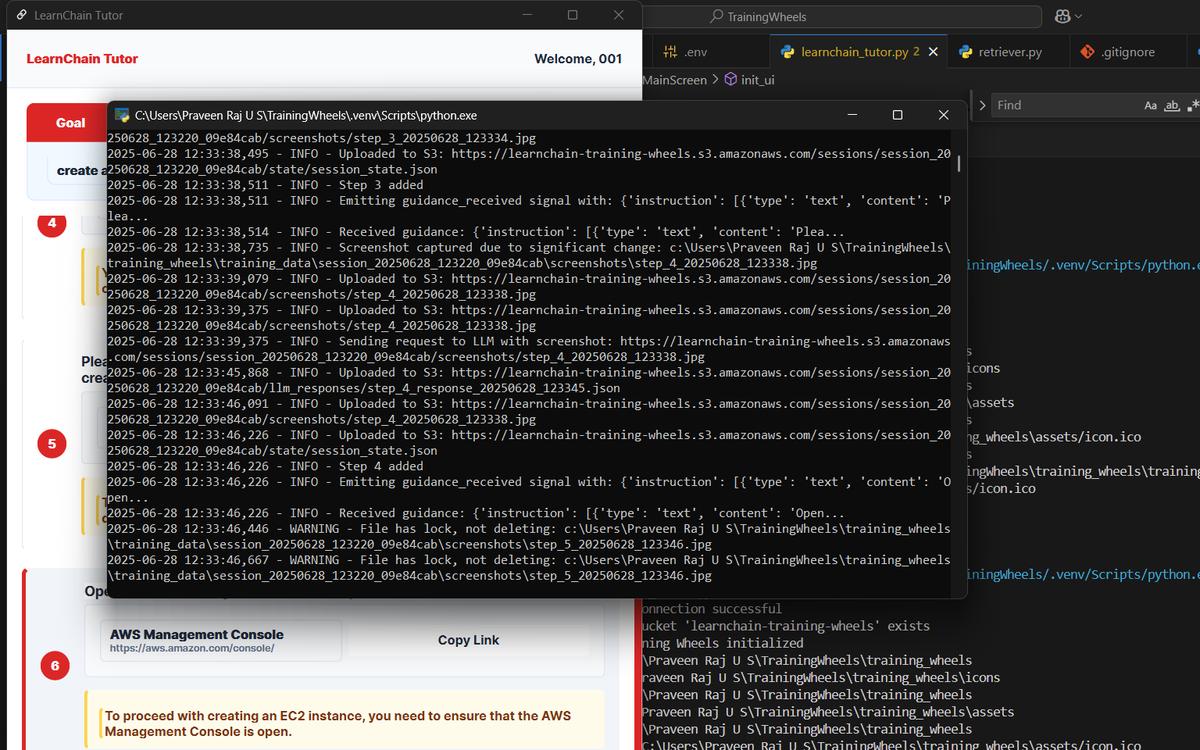 LearnChain Tutor
TrainingWheels
LearnChain Tutor
Welcome, 001
Goal
create a
4
Plea
crea
5
.env
learnchain_tutor.py 2
retriever.py
.gitignore
MainScreen > init_ui
Find
Aa ab
C:\Users\Praveen Raj U S\TrainingWheels\.venv\Scripts\python.exe
250628_123220_09e84cab/screenshots/step_3_20250628_123334.jpg
2025-06-28 12:33:38,495 - INFO - Uploaded to S3: https://learnchain-training-wheels.s3.amazonaws.com/sessions/session_20
250628_123220_09e84cab/state/session_state.json
2025-06-28 12:33:38,511 - INFO - Step 3 added
2025-06-28 12:33:38,511 - INFO - Emitting guidance_received signal with: {'instruction': [{'type': 'text', 'content': 'P
lea...
2025-06-28 12:33:38,514 - INFO - Received guidance: {'instruction': [{'type': 'text', 'content': 'Plea...
2025-06-28 12:33:38,735 - INFO - Screenshot captured due to significant change: c:\Users\Praveen Raj U S\TrainingWheels\
training_wheels\training_data\session_20250628_123220_09e84cab\screenshots\step_4_20250628_123338.jpg
2025-06-28 12:33:39,079 - INFO - Uploaded to S3: https://learnchain-training-wheels.s3.amazonaws.com/sessions/session_20
250628_123220_09e84cab/screenshots/step_4_20250628_123338.jpg
2025-06-28 12:33:39,375 - INFO - Uploaded to S3: https://learnchain-training-wheels.s3.amazonaws.com/sessions/session_20
250628_123220_09e84cab/screenshots/step_4_20250628_123338.jpg
2025-06-28 12:33:39,375 - INFO - Sending request to LLM with screenshot: https://learnchain-training-wheels.s3.amazonaws
.com/sessions/session_20250628_123220_09e84cab/screenshots/step_4_20250628_123338.jpg
2025-06-28 12:33:45,868 - INFO - Uploaded to S3: https://learnchain-training-wheels.s3.amazonaws.com/sessions/session_20
250628_123220_09e84cab/llm_responses/step_4_response_20250628_123345.json
2025-06-28 12:33:46,091 - INFO - Uploaded to S3: https://learnchain-training-wheels.s3.amazonaws.com/sessions/session_20
250628_123220_09e84cab/screenshots/step_4_20250628_123338.jpg
2025-06-28 12:33:46,226 - INFO - Uploaded to S3: https://learnchain-training-wheels.s3.amazonaws.com/sessions/session_20
250628_123220_09e84cab/state/session_state.json
2025-06-28 12:33:46,226 - INFO - Step 4 added
2025-06-28 12:33:46,226 - INFO - Emitting guidance_received signal with: {'instruction': [{'type': 'text', 'content': 'O
pen...
2025-06-28 12:33:46,226 - INFO - Received guidance: {'instruction': [{'type': 'text', 'content': 'Open...
2025-06-28 12:33:46,446 - WARNING - File has lock, not deleting: c:\Users\Praveen Raj U S\TrainingWheels\training_wheels
\training_data\session_20250628_123220_09e84cab\screenshots\step_5_20250628_123346.jpg
2025-06-28 12:33:46,667 - WARNING - File has lock, not deleting: c:\Users\Praveen Raj U S\TrainingWheels\training_wheels
\training_data\session_20250628_123220_09e84cab\screenshots\step_5_20250628_123346.jpg
iningWheels/.venv/Scripts/python.e
s
icons
s
\assets
s
ng_wheels\assets/icon.ico
s
ingWheels\training_wheels\training
s/icon.ico
iningWheels/.venv/Scripts/python.e
Ope
AWS Management Console
https://aws.amazon.com/console/
Copy Link
6
To proceed with creating an EC2 instance, you need to ensure that the AWS
Management Console is open.
onnection successful
ucket 'learnchain-training-wheels' exists
ning Wheels initialized
\Praveen Raj U S\TrainingWheels\training_wheels
raveen Raj U S\TrainingWheels\training_wheels\icons
\Praveen Raj U S\TrainingWheels\training_wheels
Praveen Raj U S\TrainingWheels\training_wheels\assets
\Praveen Raj U S\TrainingWheels\training_wheels
C:\Users\Praveen Raj U S\TrainingWheels\training_wheels\assets/icon.ico